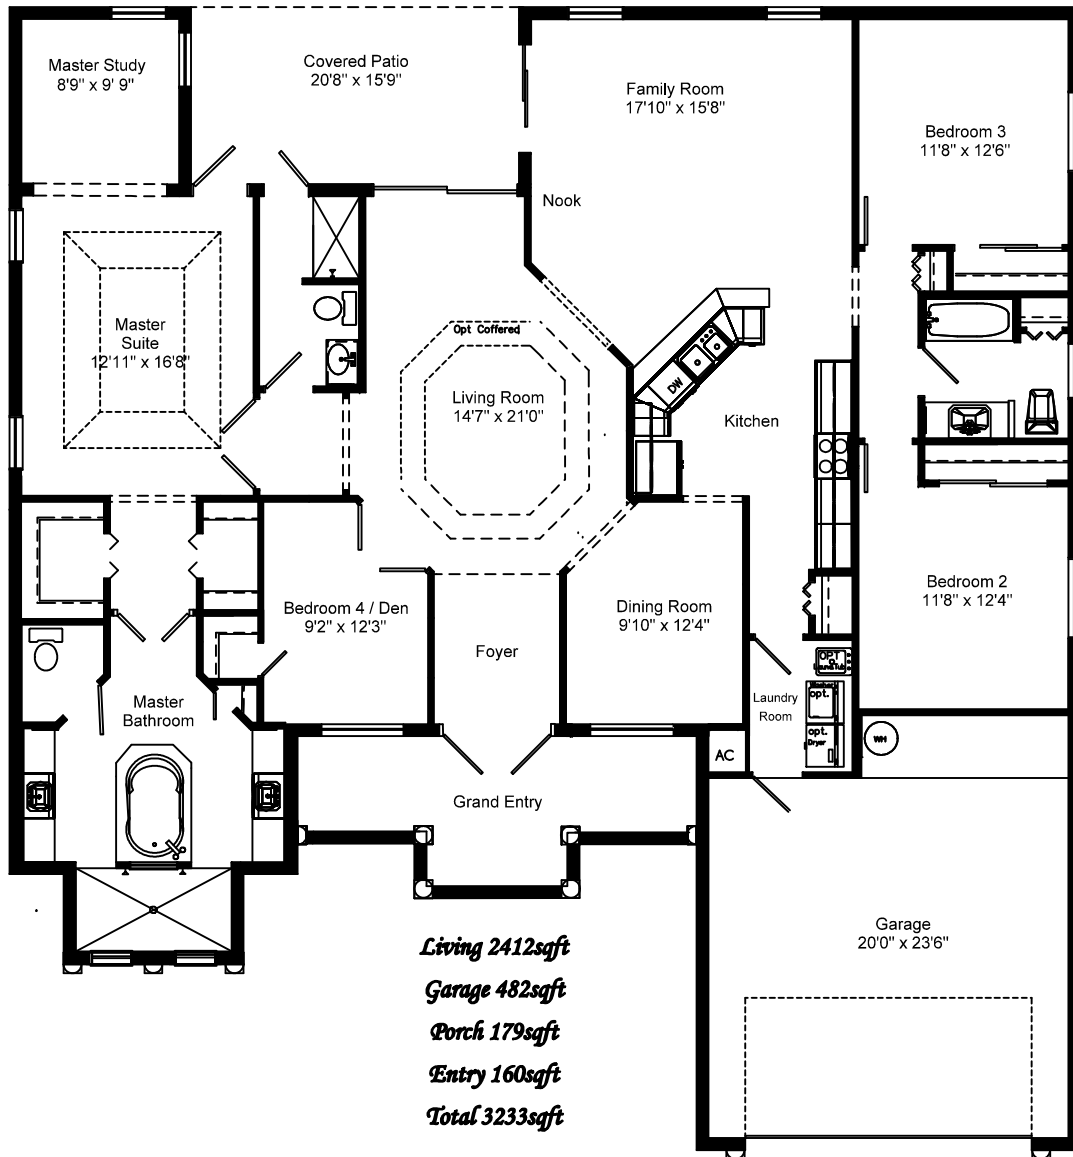 Master Study
8'9" x 9' 9"
Covered Patio
20'8" x 15'9"
Family Room
17'10" x 15'8"
Bedroom 3
11'8" x 12'6"
Nook
Master
Suite
12'11" x 16'8"
Opt Coffered
Living Room
14'7" x 21'0"
DW
Kitchen
Bedroom 4 / Den
9'2" x 12'3"
Foyer
Dining Room
9'10" x 12'4"
Bedroom 2
11'8" x 12'4"
Master
Bathroom
Laundry
Room
OPT
opt.
opt.
Dryer
WH
AC
Grand Entry
Garage
20'0" x 23'6"
Living 2412sqft
Garage 482sqft
Porch 179sqft
Entry 160sqft
Total 3233sqft